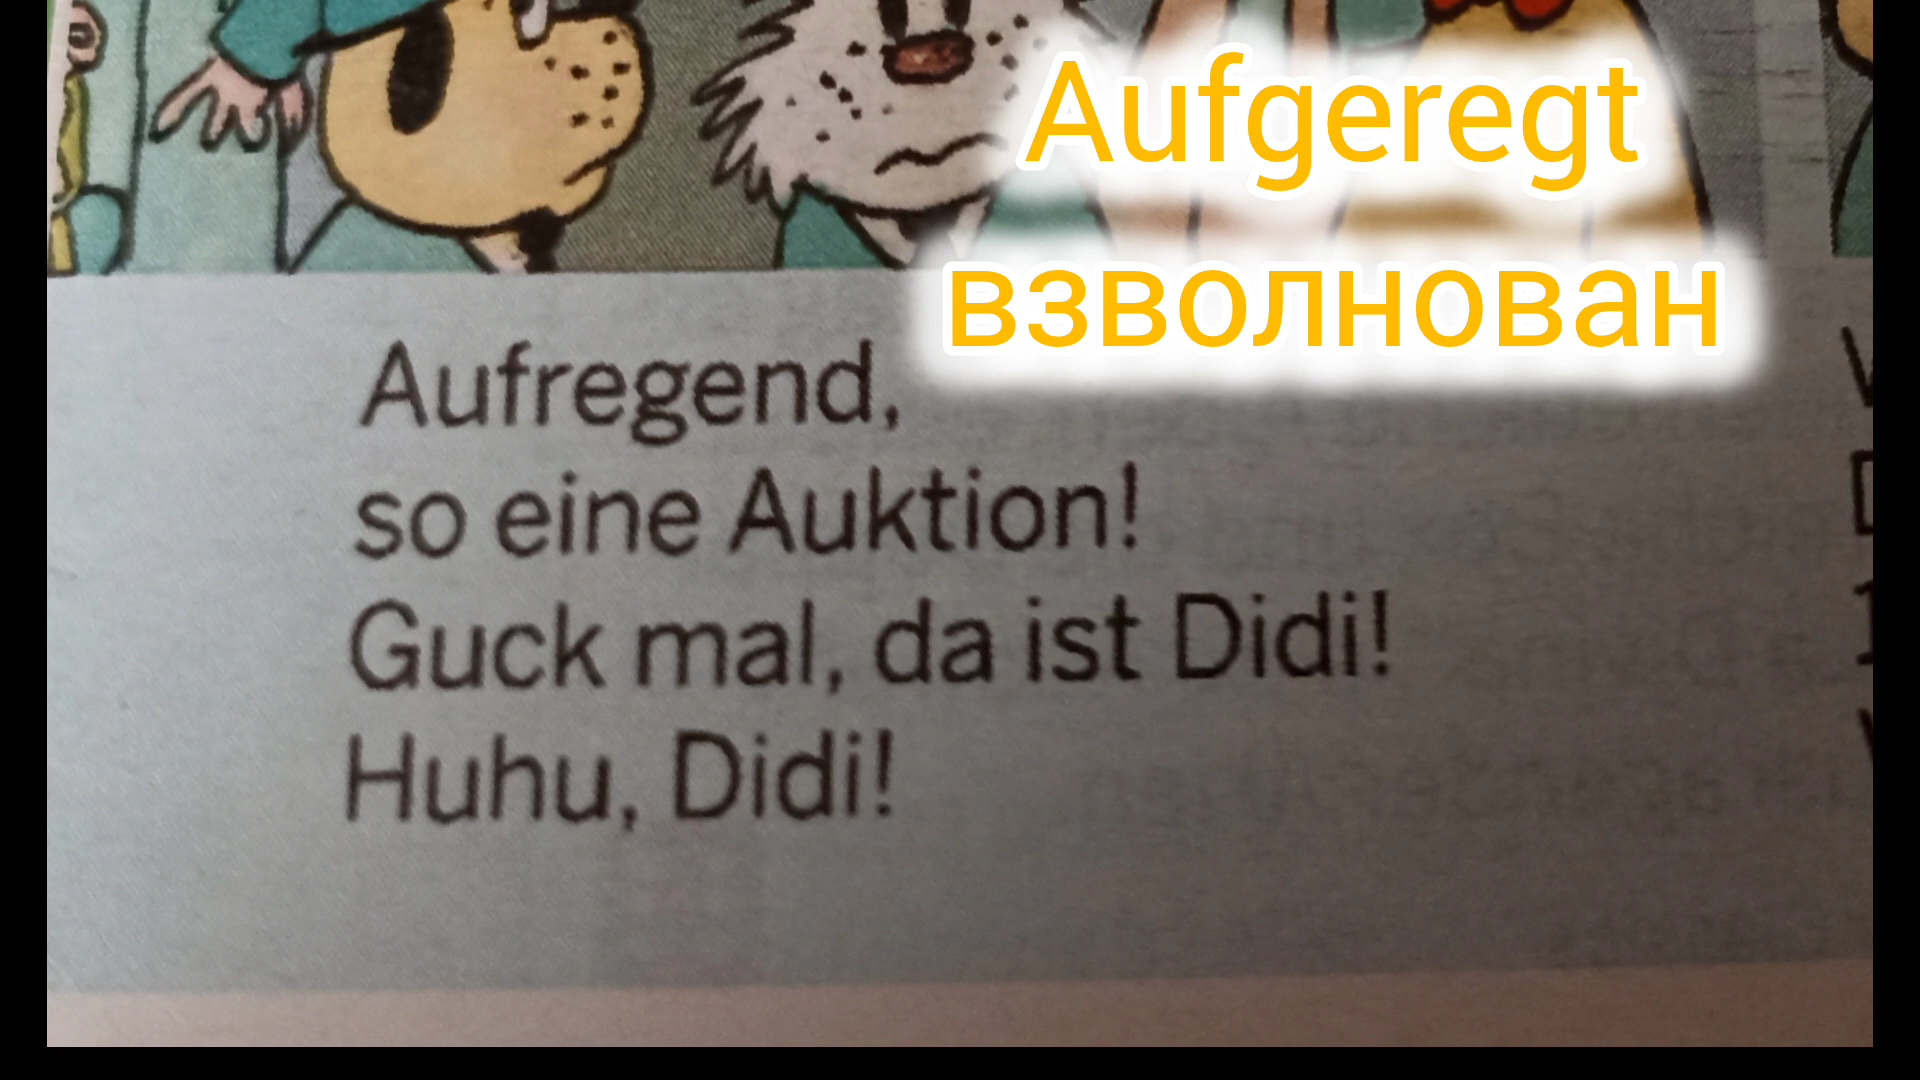 Aufgeregt
взволнован
Aufregend,
so eine Auktion!
Guck mal, da ist Didi!
Huhu, Didi!